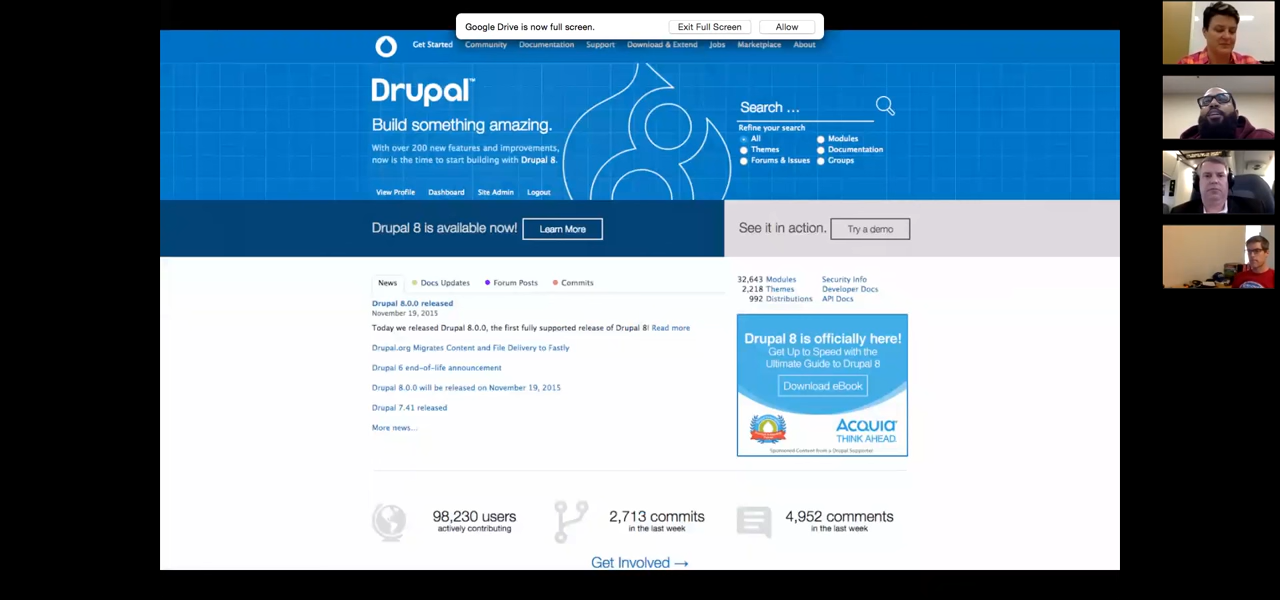 Google Drive is now full screen. Exit Full Screen Allow
Get Started Community Documentation Support Download & Extend Jobs Marketplace About
Drupal™
Build something amazing.
With over 200 new features and improvements,
now is the time to start building with Drupal 8.
View Profile Dashboard Site Admin Logout
Search ...
Refine your search
All Modules
Themes Documentation
Forums & Issues Groups
Drupal 8 is available now! Learn More
See it in action. Try a demo
News Docs Updates Forum Posts Commits
Drupal 8.0.0 released
November 19, 2015
Today we released Drupal 8.0.0, the first fully supported release of Drupal 8! Read more
Drupal.org Migrates Content and File Delivery to Fastly
Drupal 6 end-of-life announcement
Drupal 8.0.0 will be released on November 19, 2015
Drupal 7.41 released
More news...
32,643 Modules Security Info
2,218 Themes Developer Docs
992 Distributions API Docs
Drupal 8 is officially here!
Get Up to Speed with the
Ultimate Guide to Drupal 8
Download eBook
Acquia
THINK AHEAD.
Sponsored Content from a Drupal Supporter
98,230 users
actively contributing
2,713 commits
in the last week
4,952 comments
in the last week
Get Involved →